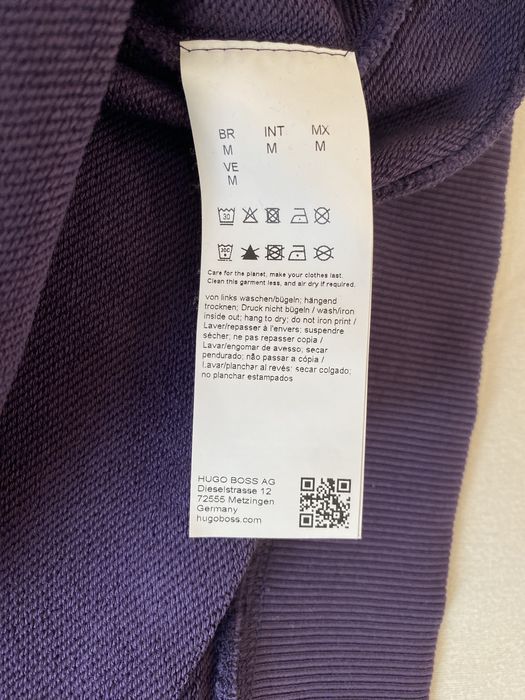 BR INT MX
M M M
VE
M
30
30C
Care for the planet, make your clothes last.
Clean this garment less, and air dry if required.
von links waschen/bügeln; hängend
trocknen; Druck nicht bügeln / wash/iron
inside out; hang to dry; do not iron print /
Laver/repasser à l'envers; suspendre
sécher; ne pas repasser copia /
Lavar/engomar de avesso; secar
pendurado; não passar a cópia /
Lavar/planchar al revés; secar colgado;
no planchar estampados
HUGO BOSS AG
Dieselstrasse 12
72555 Metzingen
Germany
hugoboss.com